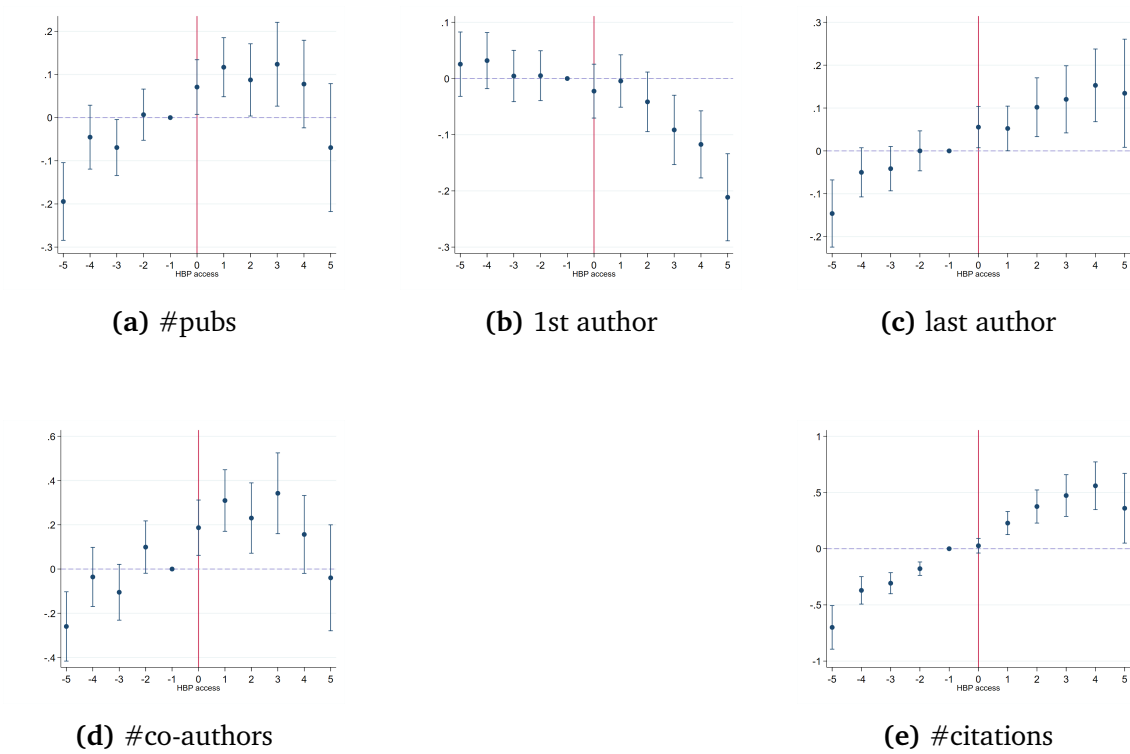 .2
.1
0
-.1
-.2
-.3
-5 -4 -3 -2 -1 0 1 2 3 4 5
HBP access
(a) #pubs
.1
0
-.1
-.2
-.3
-5 -4 -3 -2 -1 0 1 2 3 4 5
HBP access
(b) 1st author
.3
.2
.1
0
-.1
-.2
-5 -4 -3 -2 -1 0 1 2 3 4 5
HBP access
(c) last author
.6
.4
.2
0
-.2
-.4
-5 -4 -3 -2 -1 0 1 2 3 4 5
HBP access
(d) #co-authors
1
.5
0
-.5
-1
-5 -4 -3 -2 -1 0 1 2 3 4 5
HBP access
(e) #citations